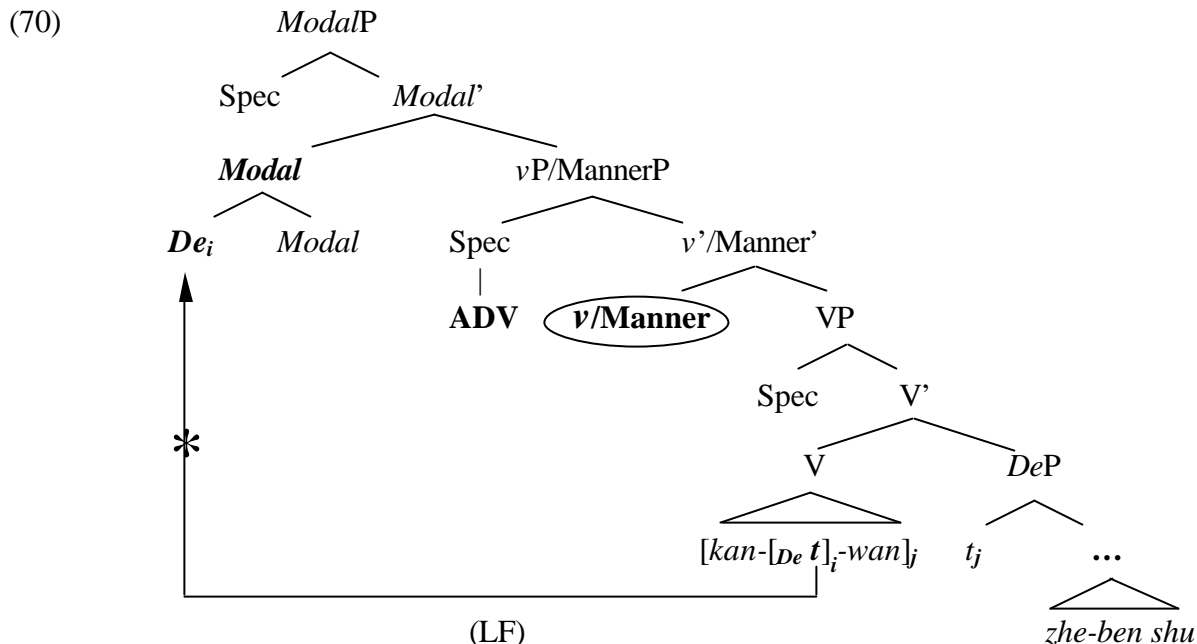 (70) ModalP
Spec Modal’
Modal vP/MannerP
Deᵢ Modal Spec v’/Manner’
ADV v/Manner VP
Spec V’
* V DeP
[kan-[De t]ᵢ-wan]ⱼ tⱼ ...
(LF) zhe-ben shu